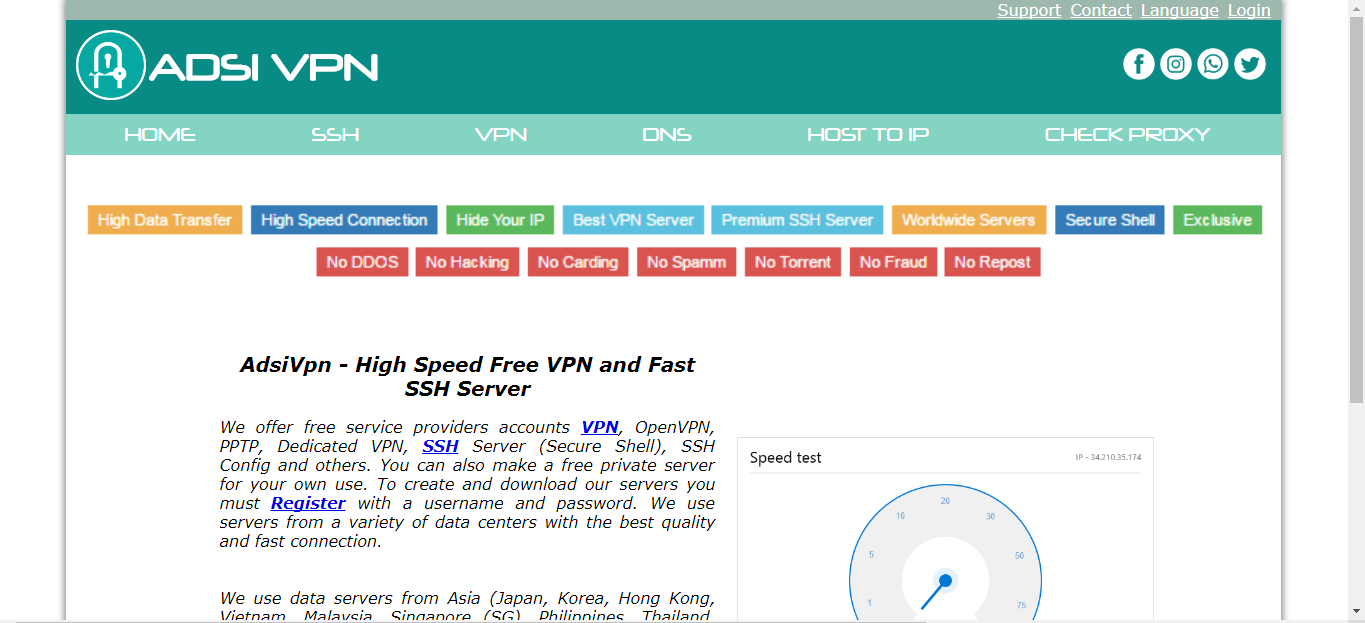 Support Contact Language Login
ADSI VPN
HOME SSH VPN DNS HOST TO IP CHECK PROXY
High Data Transfer High Speed Connection Hide Your IP Best VPN Server Premium SSH Server Worldwide Servers Secure Shell Exclusive
No DDOS No Hacking No Carding No Spamm No Torrent No Fraud No Repost
AdsiVpn - High Speed Free VPN and Fast
SSH Server
We offer free service providers accounts VPN, OpenVPN,
PPTP, Dedicated VPN, SSH Server (Secure Shell), SSH
Config and others. You can also make a free private server
for your own use. To create and download our servers you
must Register with a username and password. We use
servers from a variety of data centers with the best quality
and fast connection.
We use data servers from Asia (Japan, Korea, Hong Kong,
Vietnam, Malaysia, Singapore (SG), Philippines, Thailand,
Speed test IP - 34.210.35.174
20
10 30
5 50
1 75